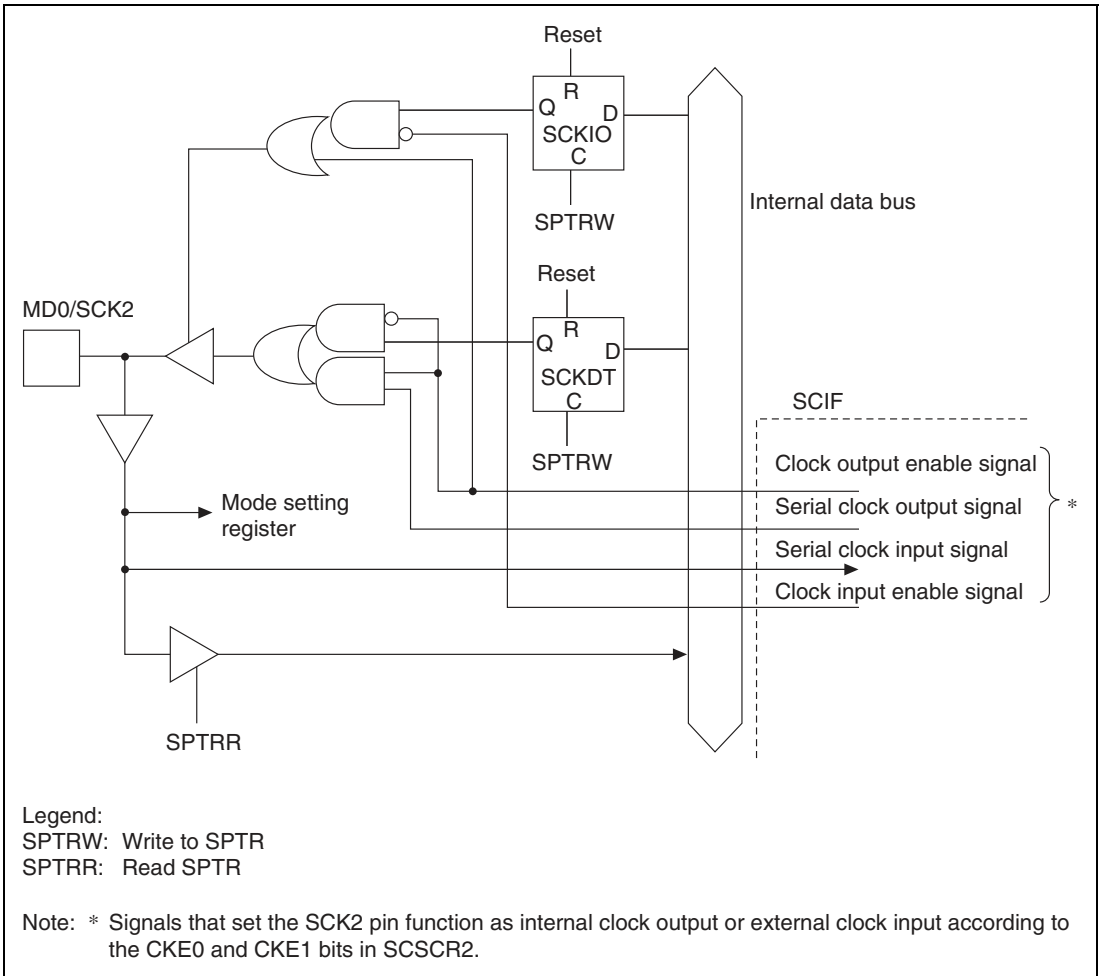 Reset
R
Q
D
SCKIO
C
SPTRW
Internal data bus
Reset
MD0/SCK2
R
Q
D
SCKDT
C
SPTRW
SCIF
Clock output enable signal
Serial clock output signal
*
Mode setting
register
Serial clock input signal
Clock input enable signal
SPTRR
Legend:
SPTRW: Write to SPTR
SPTRR: Read SPTR
Note: * Signals that set the SCK2 pin function as internal clock output or external clock input according to
the CKE0 and CKE1 bits in SCSCR2.